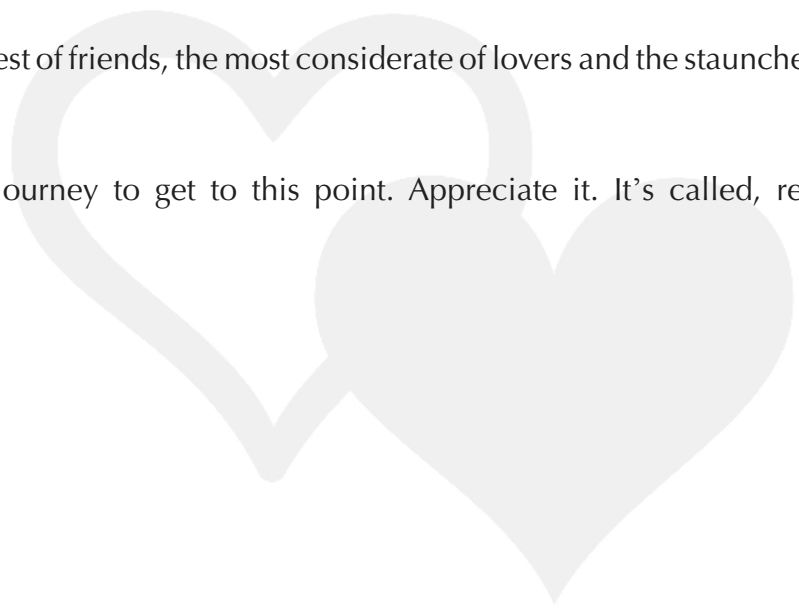 est of friends, the most considerate of lovers and the staunche
ourney to get to this point. Appreciate it. It’s called, re